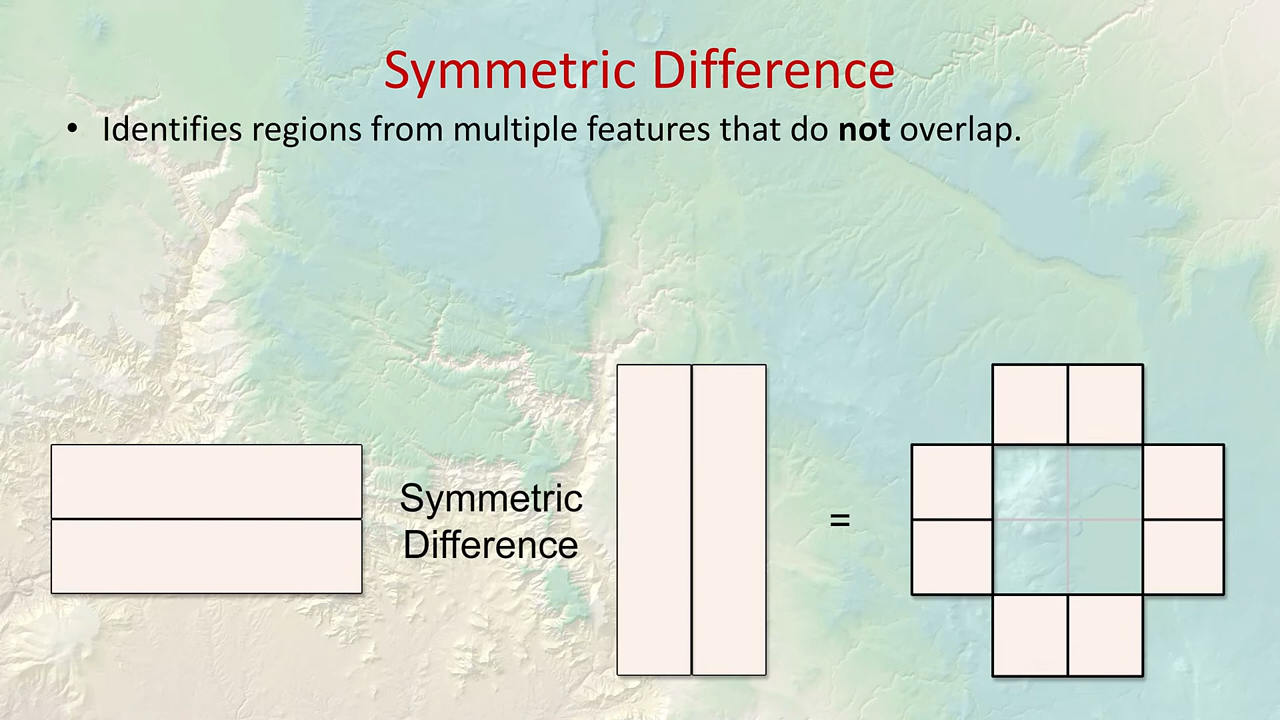 Symmetric Difference
• Identifies regions from multiple features that do not overlap.
Symmetric
Difference
=